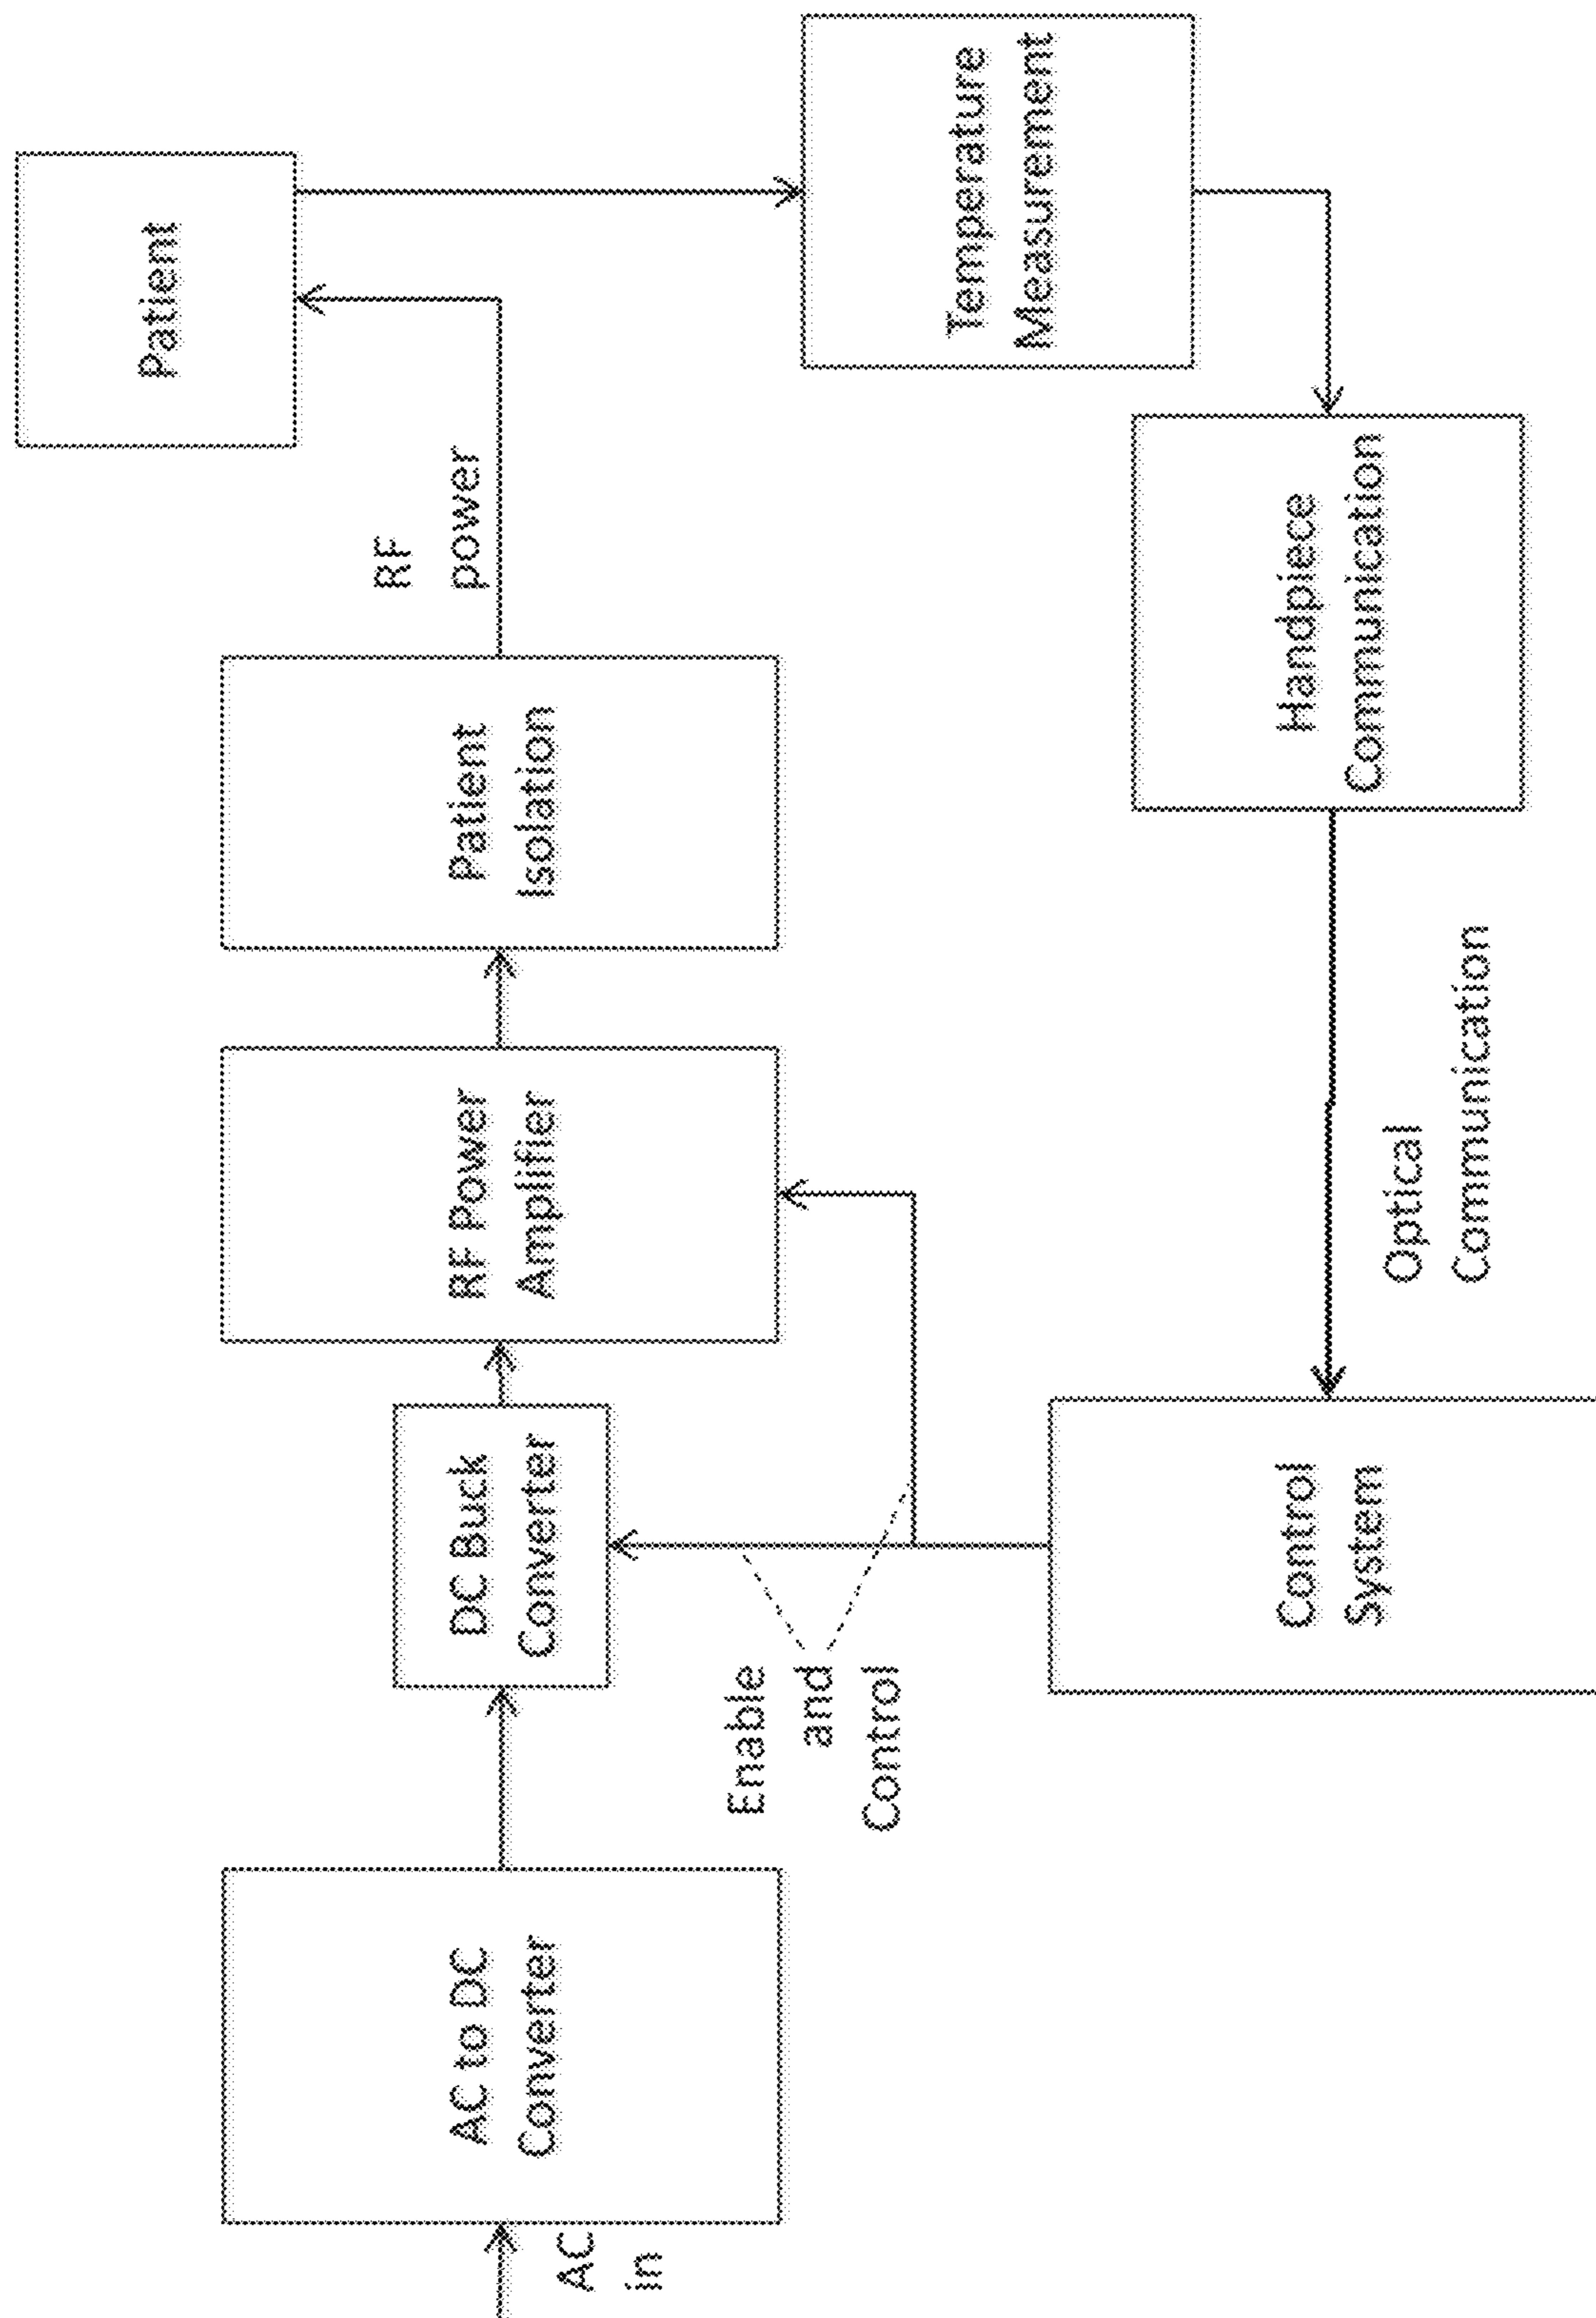 AC
in
AC to DC
Converter
DC Buck
Converter
RF Power
Amplifier
Patient
Isolation
RF
power
Patient
Temperature
Measurement
Handpiece
Communication
Optical
Communication
Control
System
Enable
and
Control